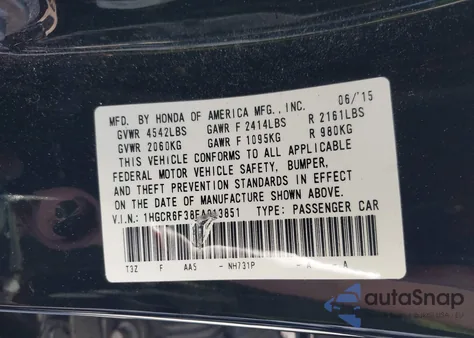 MFD. BY HONDA OF AMERICA MFG., INC. 06/'15
GVWR 4542LBS GAWR F 2414LBS R 2161LBS
GVWR 2060KG GAWR F 1095KG R 980KG
THIS VEHICLE CONFORMS TO ALL APPLICABLE
FEDERAL MOTOR VEHICLE SAFETY, BUMPER,
AND THEFT PREVENTION STANDARDS IN EFFECT
ON THE DATE OF MANUFACTURE SHOWN ABOVE.
V.I.N: TYPE: PASSENGER CAR
T3Z F AA5 - NH731P - A - A
autoSnap